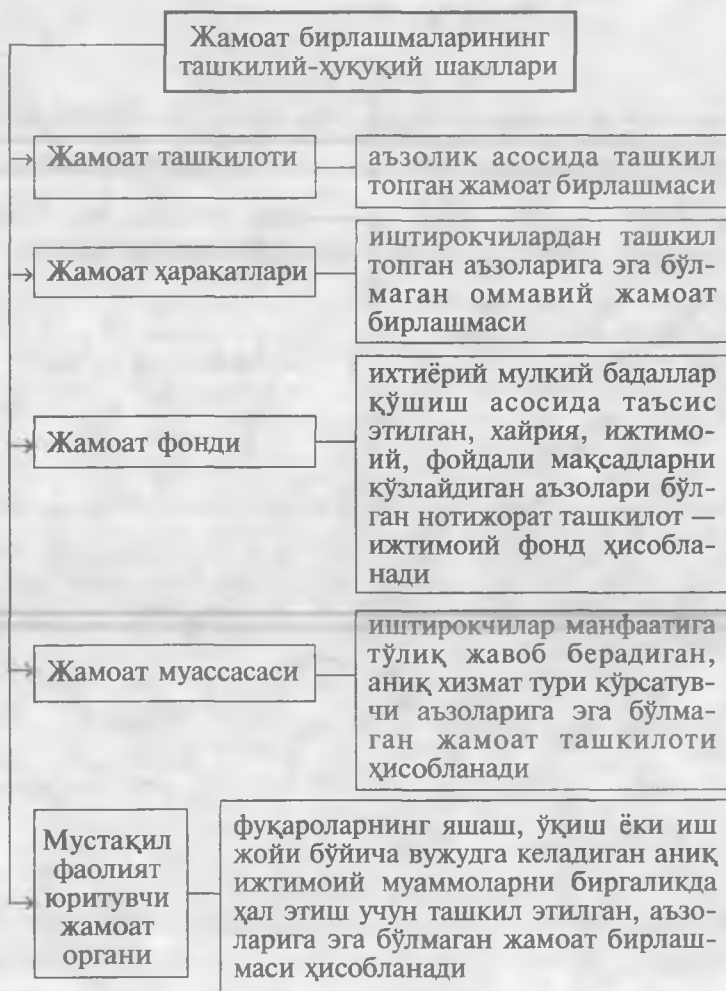 Жамоат бирлашмаларининг
ташкилий-ҳуқуқий шакллари
Жамоат ташкилоти
аъзолик асосида ташкил
топган жамоат бирлашмаси
Жамоат ҳаракатлари
иштирокчилардан ташкил
топган аъзоларига эга бўл-
маган оммавий жамоат
бирлашмаси
Жамоат фонди
ихтиёрий мулкий бадаллар
қўшиш асосида таъсис
этилган, хайрия, ижтимо-
ий, фойдали мақсадларни
кўзлайдиган аъзолари бўл-
ган нотижорат ташкилот —
ижтимоий фонд ҳисобла-
нади
Жамоат муассасаси
иштирокчилар манфаатига
тўлиқ жавоб берадиган,
аниқ хизмат тури кўрсатув-
чи аъзоларига эга бўлма-
ган жамоат ташкилоти
ҳисобланади
Мустақил
фаолият
юритувчи
жамоат
органи
фуқароларнинг яшаш, ўқиш ёки иш
жойи бўйича вужудга келадиган аниқ
ижтимоий муаммоларни биргаликда
ҳал этиш учун ташкил этилган, аъзо-
ларига эга бўлмаган жамоат бирлаш-
маси ҳисобланади